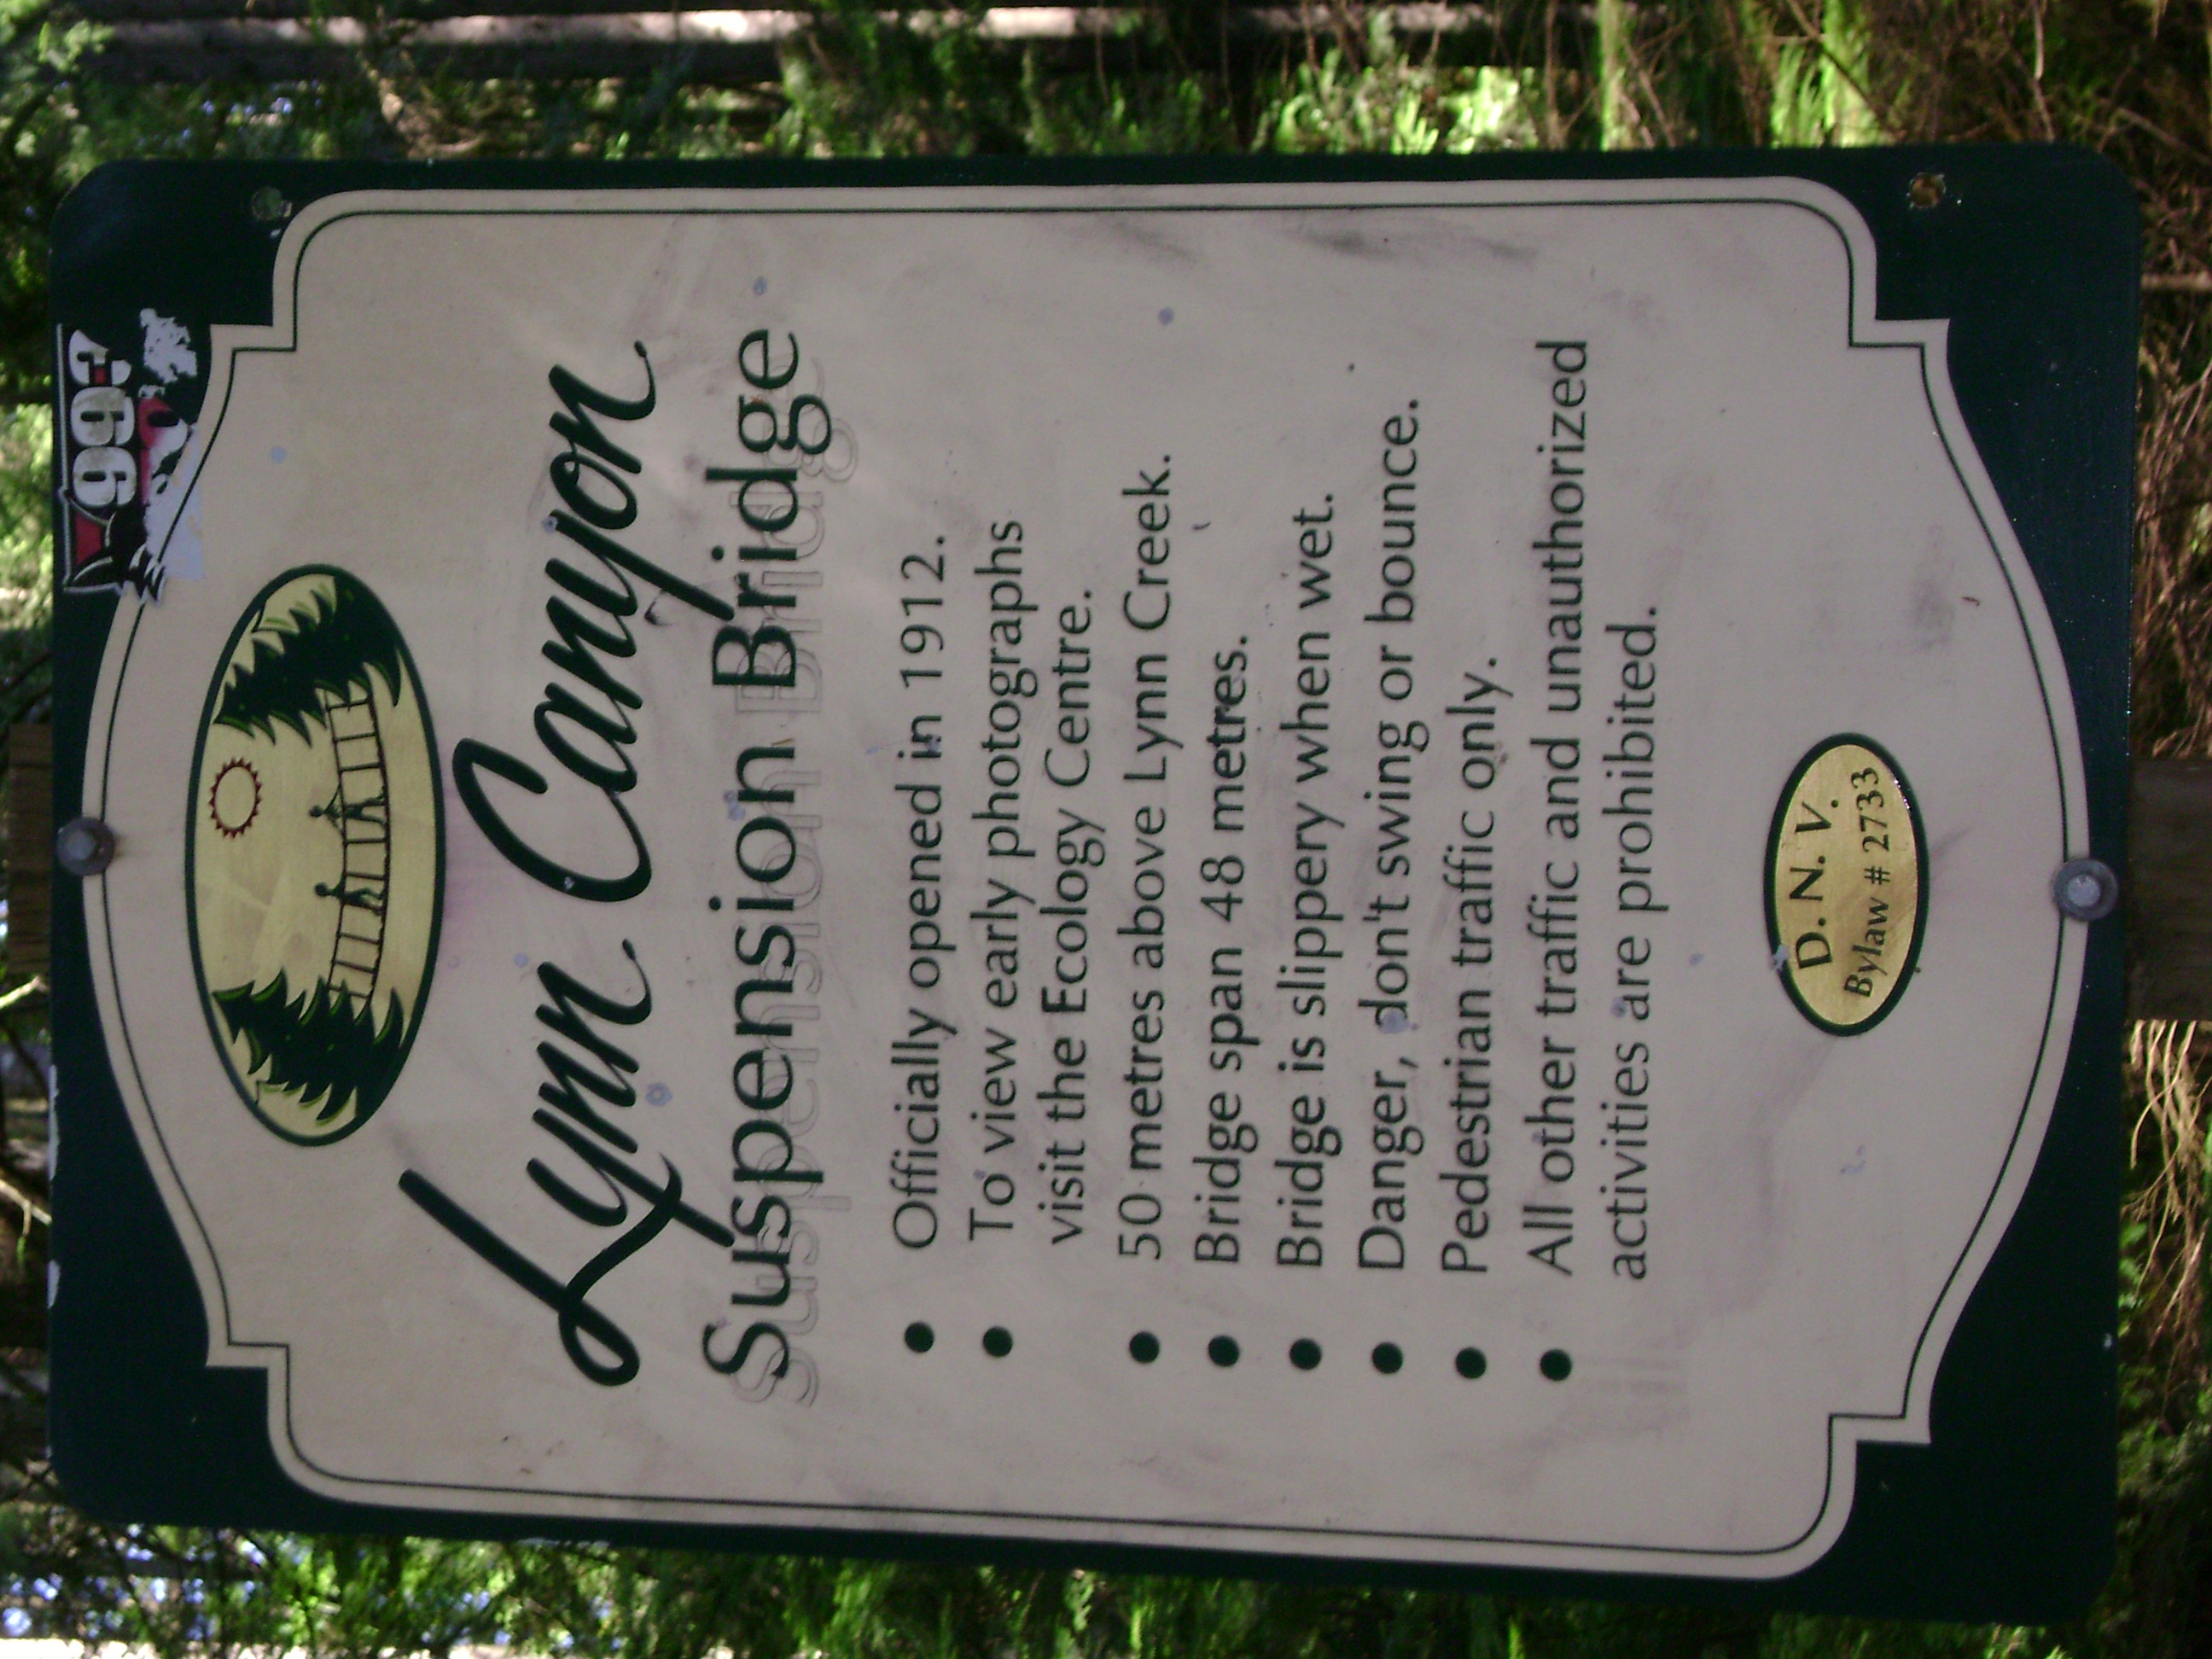 Lynn Canyon
Suspension Bridge
• Officially opened in 1912.
• To view early photographs
visit the Ecology Centre.
• 50 metres above Lynn Creek.
• Bridge span 48 metres.
• Bridge is slippery when wet.
• Danger, don't swing or bounce.
• Pedestrian traffic only.
• All other traffic and unauthorized
activities are prohibited.
D. N. V.
Bylaw # 2733